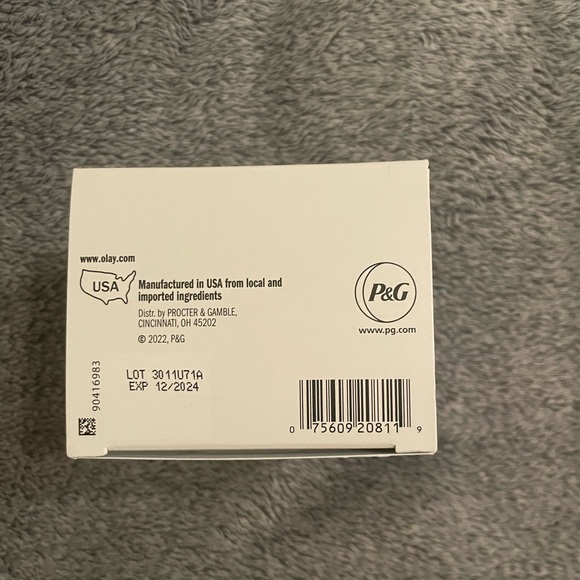 www.olay.com
USA
Manufactured in USA from local and
imported ingredients
Distr. by PROCTER & GAMBLE,
CINCINNATI, OH 45202
© 2022, P&G
P&G
www.pg.com
90416983
LOT 3011U71A
EXP 12/2024
0 75609 20811 9